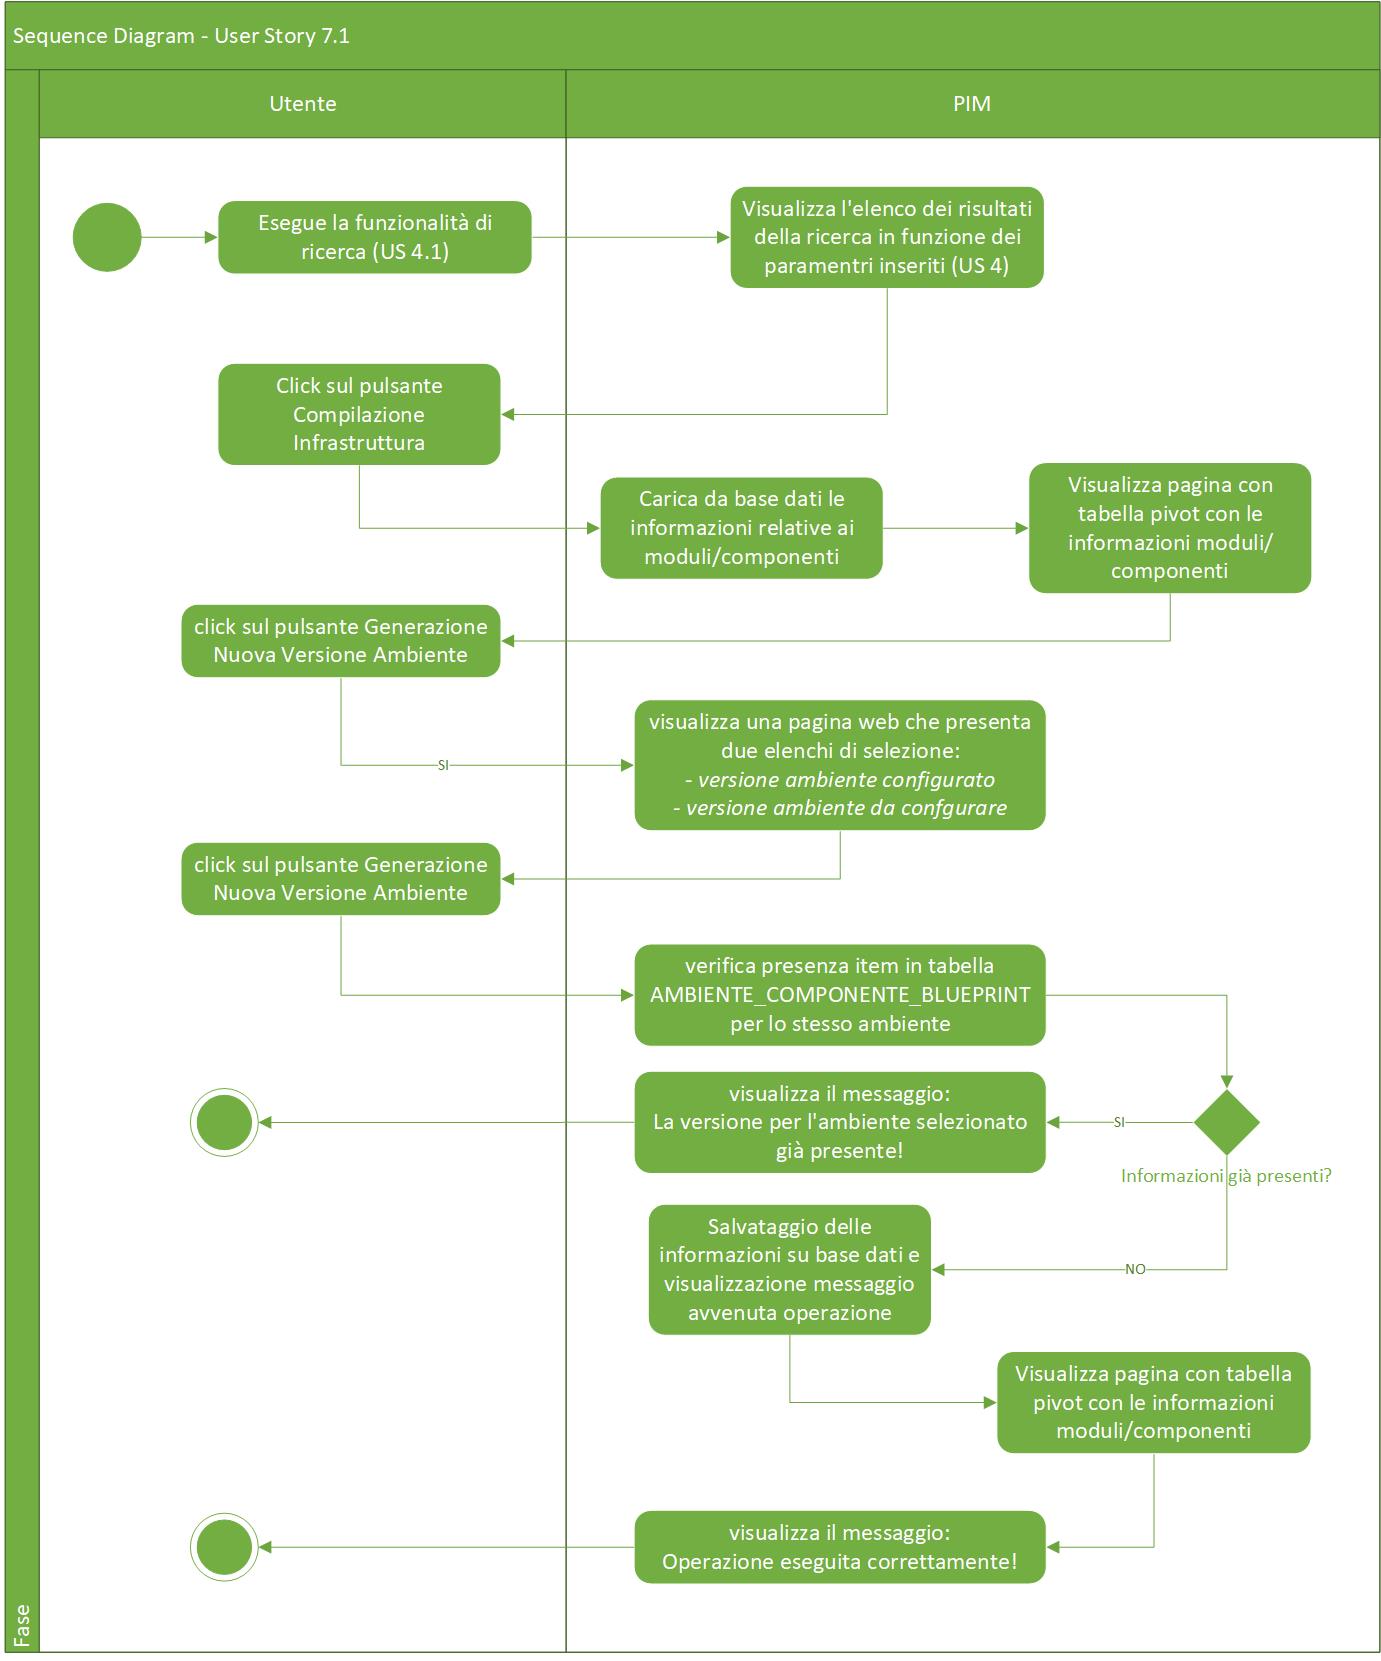 Sequence Diagram - User Story 7.1
Utente
PIM
Esegue la funzionalità di
ricerca (US 4.1)
Visualizza l'elenco dei risultati
della ricerca in funzione dei
paramentri inseriti (US 4)
Click sul pulsante
Compilazione
Infrastruttura
Carica da base dati le
informazioni relative ai
moduli/componenti
Visualizza pagina con
tabella pivot con le
informazioni moduli/
componenti
click sul pulsante Generazione
Nuova Versione Ambiente
SI
visualizza una pagina web che presenta
due elenchi di selezione:
- versione ambiente configurato
- versione ambiente da confgurare
click sul pulsante Generazione
Nuova Versione Ambiente
verifica presenza item in tabella
AMBIENTE_COMPONENTE_BLUEPRINT
per lo stesso ambiente
visualizza il messaggio:
La versione per l'ambiente selezionato
già presente!
SI
Informazioni già presenti?
Salvataggio delle
informazioni su base dati e
visualizzazione messaggio
avvenuta operazione
NO
Visualizza pagina con tabella
pivot con le informazioni
moduli/componenti
visualizza il messaggio:
Operazione eseguita correttamente!
Fase